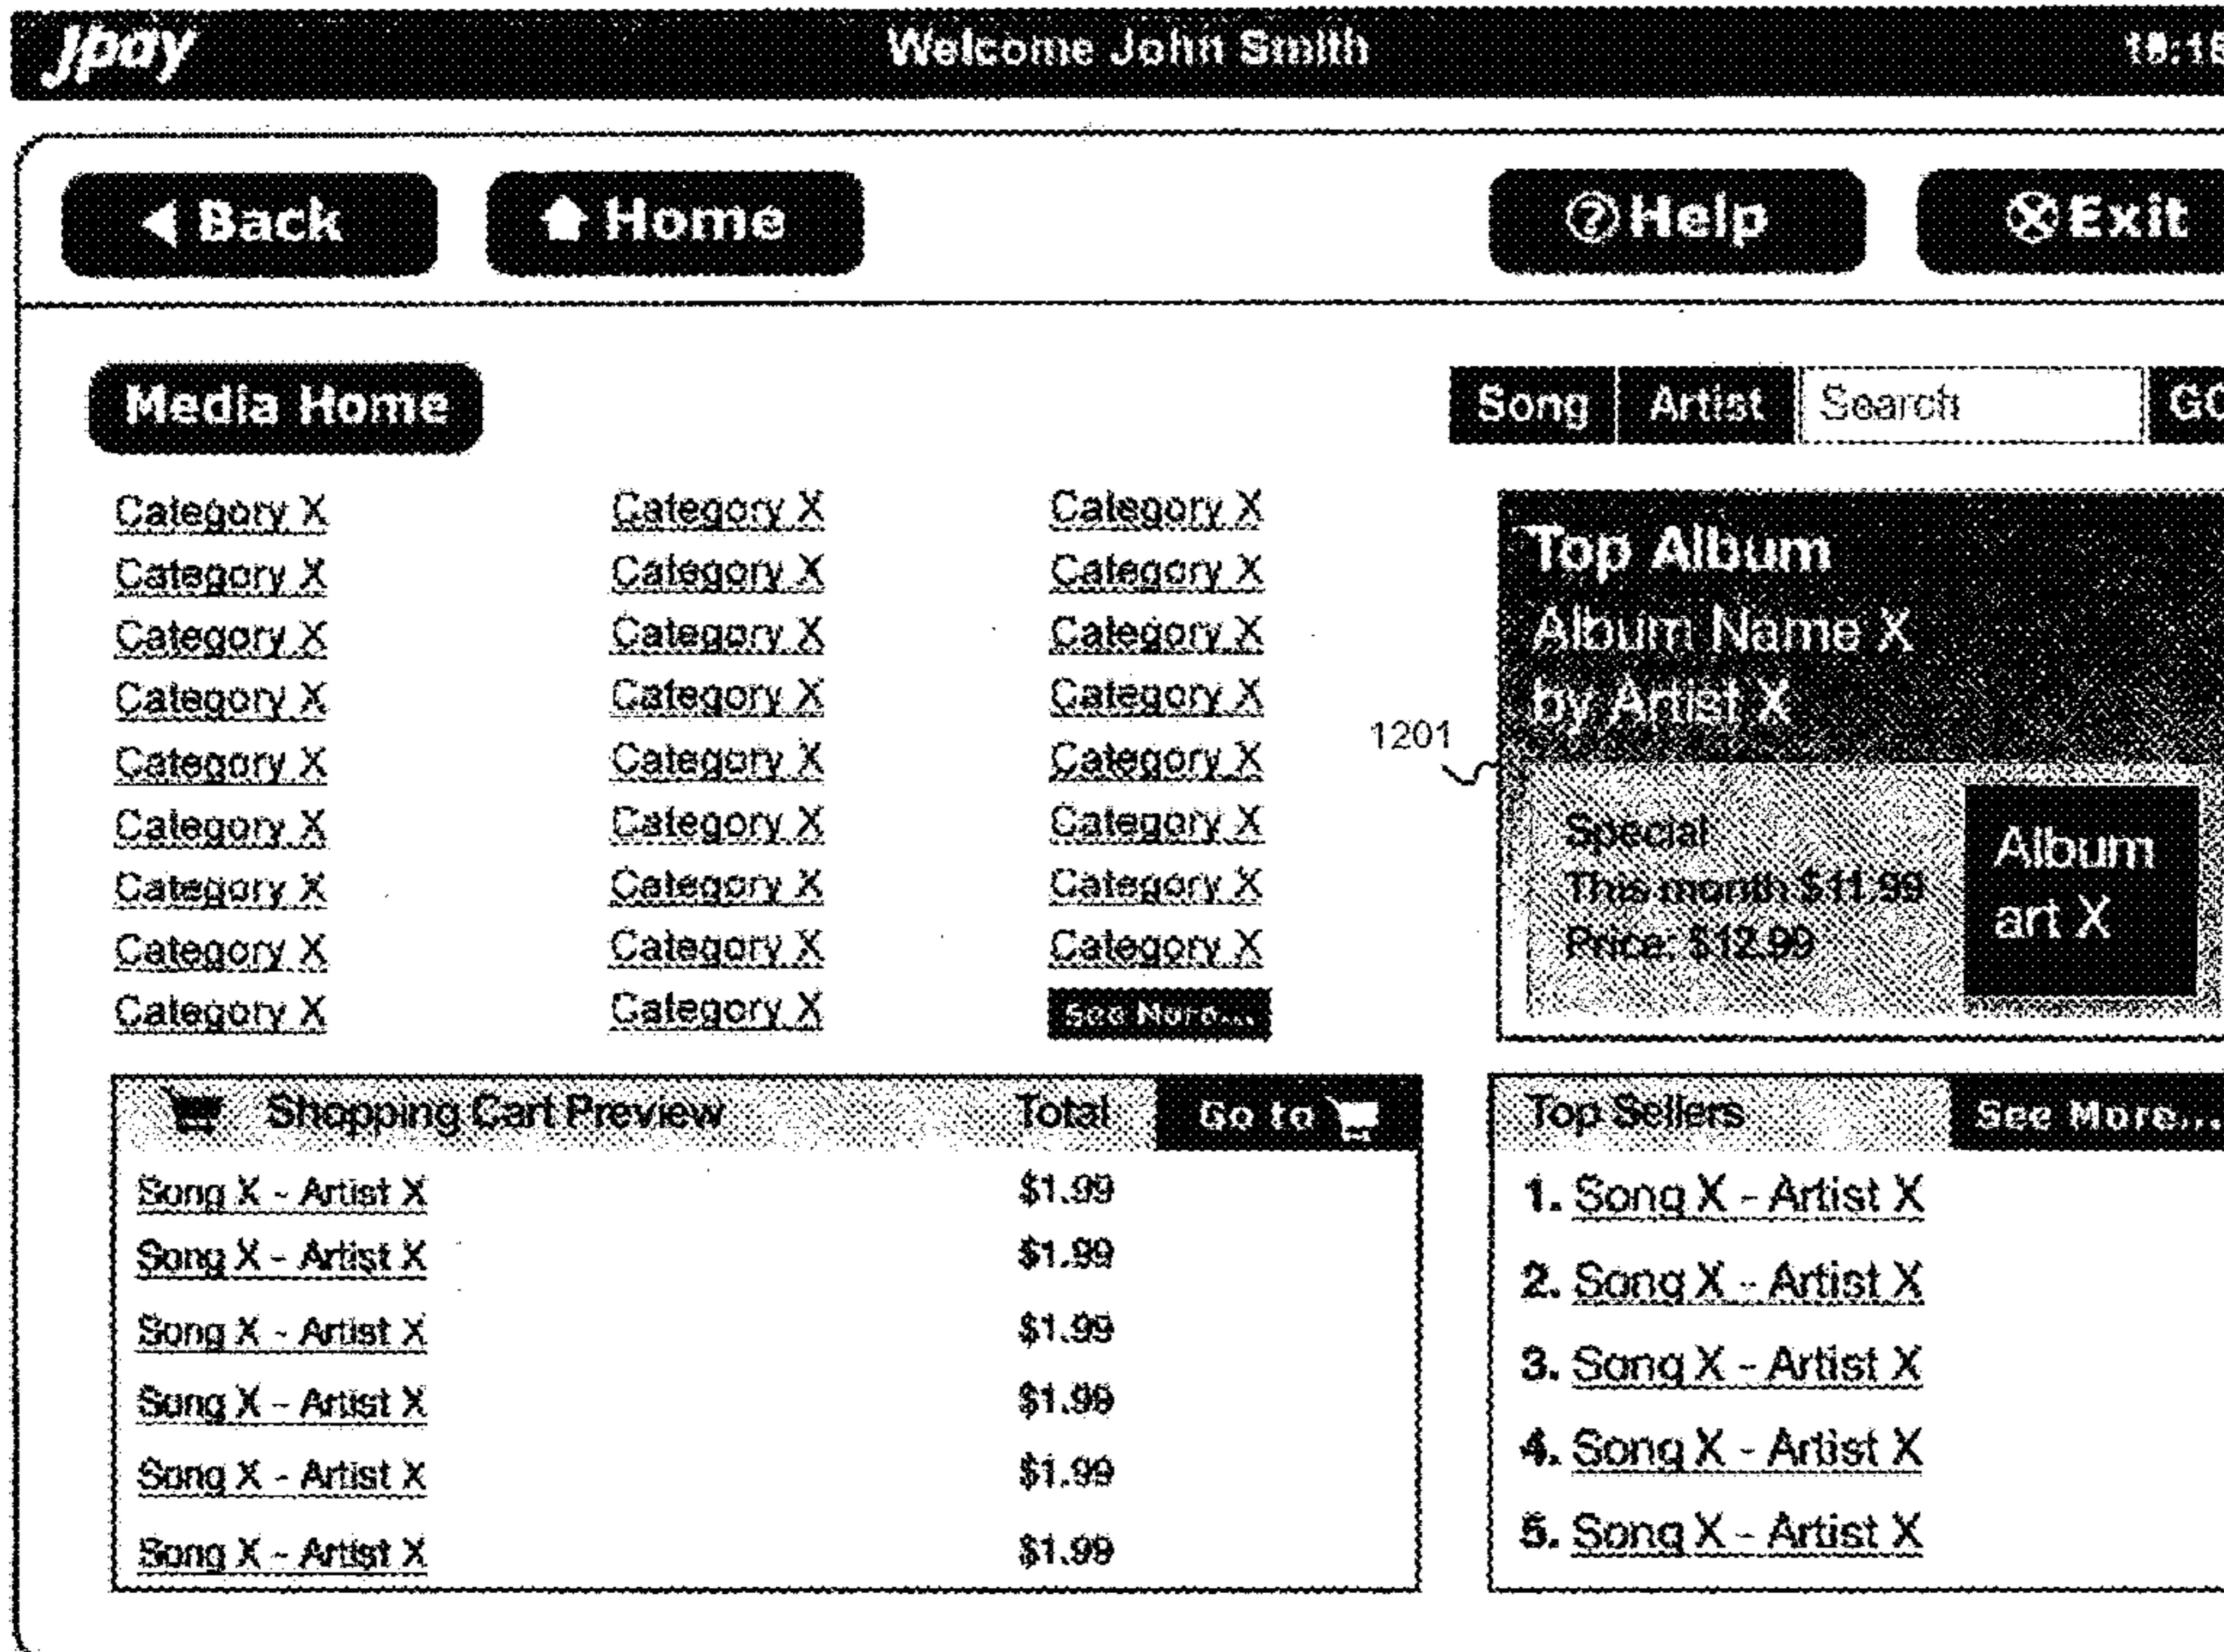 Jpay Welcome John Smith
Back Home Help Exit
Media Home Song Artist Search
Category X Category X Category X
Category X Category X Category X
Category X Category X Category X
Category X Category X Category X
Category X Category X Category X
Category X Category X Category X
Category X Category X Category X
Category X Category X Category X
Category X Category X See More...
Top Album
Album Name X
by Artist X
1201
Special
This month $11.99
Price: $12.99
Album
art X
Shopping Cart Preview Total Go to
Song X - Artist X $1.99
Song X - Artist X $1.99
Song X - Artist X $1.99
Song X - Artist X $1.99
Song X - Artist X $1.99
Song X - Artist X $1.99
Top Sellers See More...
1. Song X - Artist X
2. Song X - Artist X
3. Song X - Artist X
4. Song X - Artist X
5. Song X - Artist X